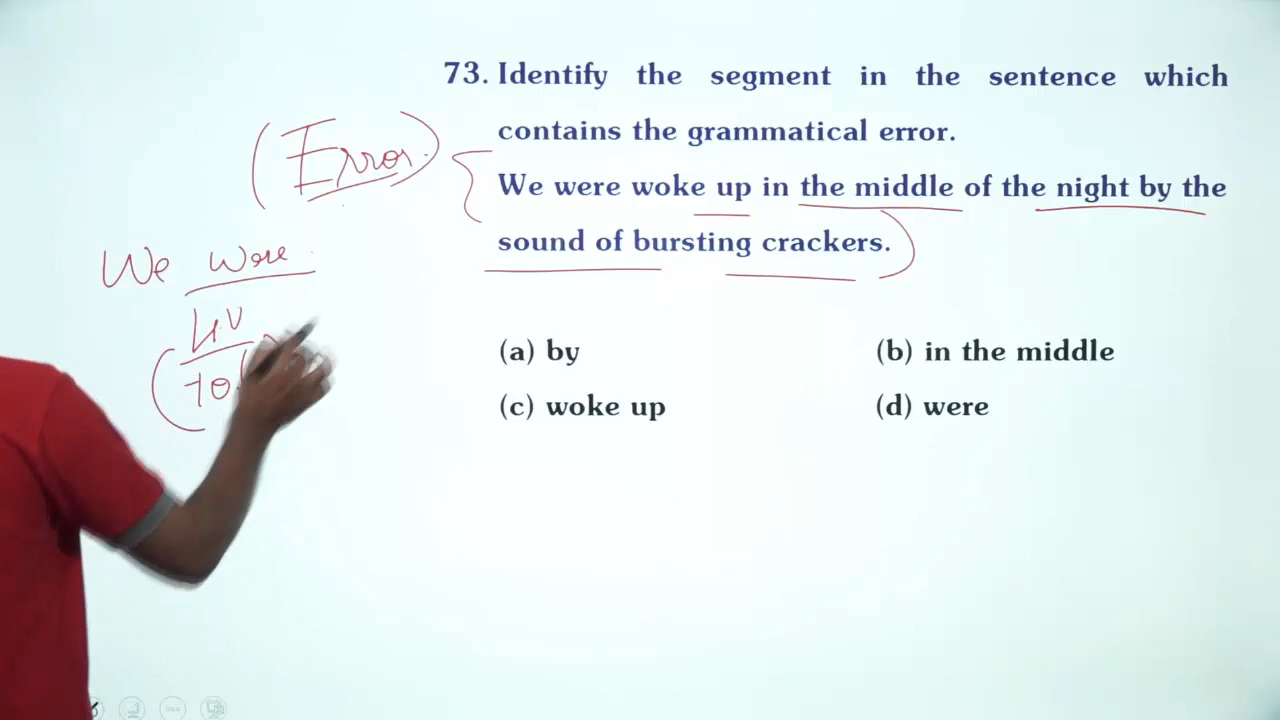 73. Identify the segment in the sentence which
contains the grammatical error.
We were woke up in the middle of the night by the
sound of bursting crackers.
(a) by
(b) in the middle
(c) woke up
(d) were
(Error.)
We were
H.V